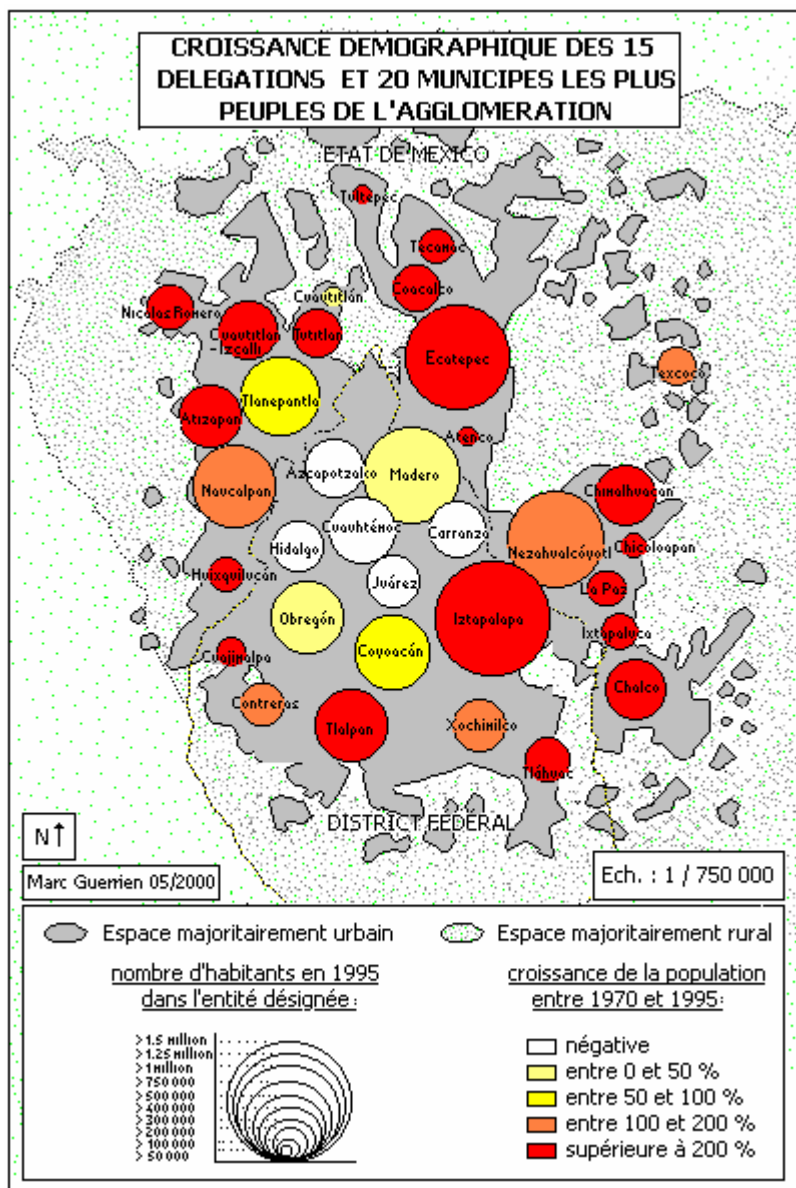 CROISSANCE DEMOGRAPHIQUE DES 15
DELEGATIONS ET 20 MUNICIPES LES PLUS
PEUPLES DE L'AGGLOMERATION
ETAT DE MEXICO
Tultepec
Tecamac
Coacalco
Cuautitlán
Nicolas Romero
Cuautitlan
-Izcalli
Tutitlan
Ecatepec
Texcoco
Tlanepantla
Atizapan
Atenco
Azcapotzalco
Madero
Naucalpan
Chimalhuacan
Cuauhtémoc
Carranza
Hidalgo
Nezahualcóyotl
Chicoloapan
Huixquilucán
Juárez
La Paz
Obregón
Iztapalapa
Ixtapaluca
Cuajimalpa
Coyoacán
Chalco
Contreras
Tlalpan
Xochimilco
Tláhuac
DISTRICT FEDERAL
N↑
Marc Guerrien 05/2000
Ech. : 1 / 750 000
Espace majoritairement urbain
Espace majoritairement rural
nombre d'habitants en 1995
dans l'entité désignée :
> 1.5 million
> 1.25 million
> 1 million
> 750 000
> 500 000
> 400 000
> 300 000
> 200 000
> 100 000
> 50 000
croissance de la population
entre 1970 et 1995:
négative
entre 0 et 50 %
entre 50 et 100 %
entre 100 et 200 %
supérieure à 200 %